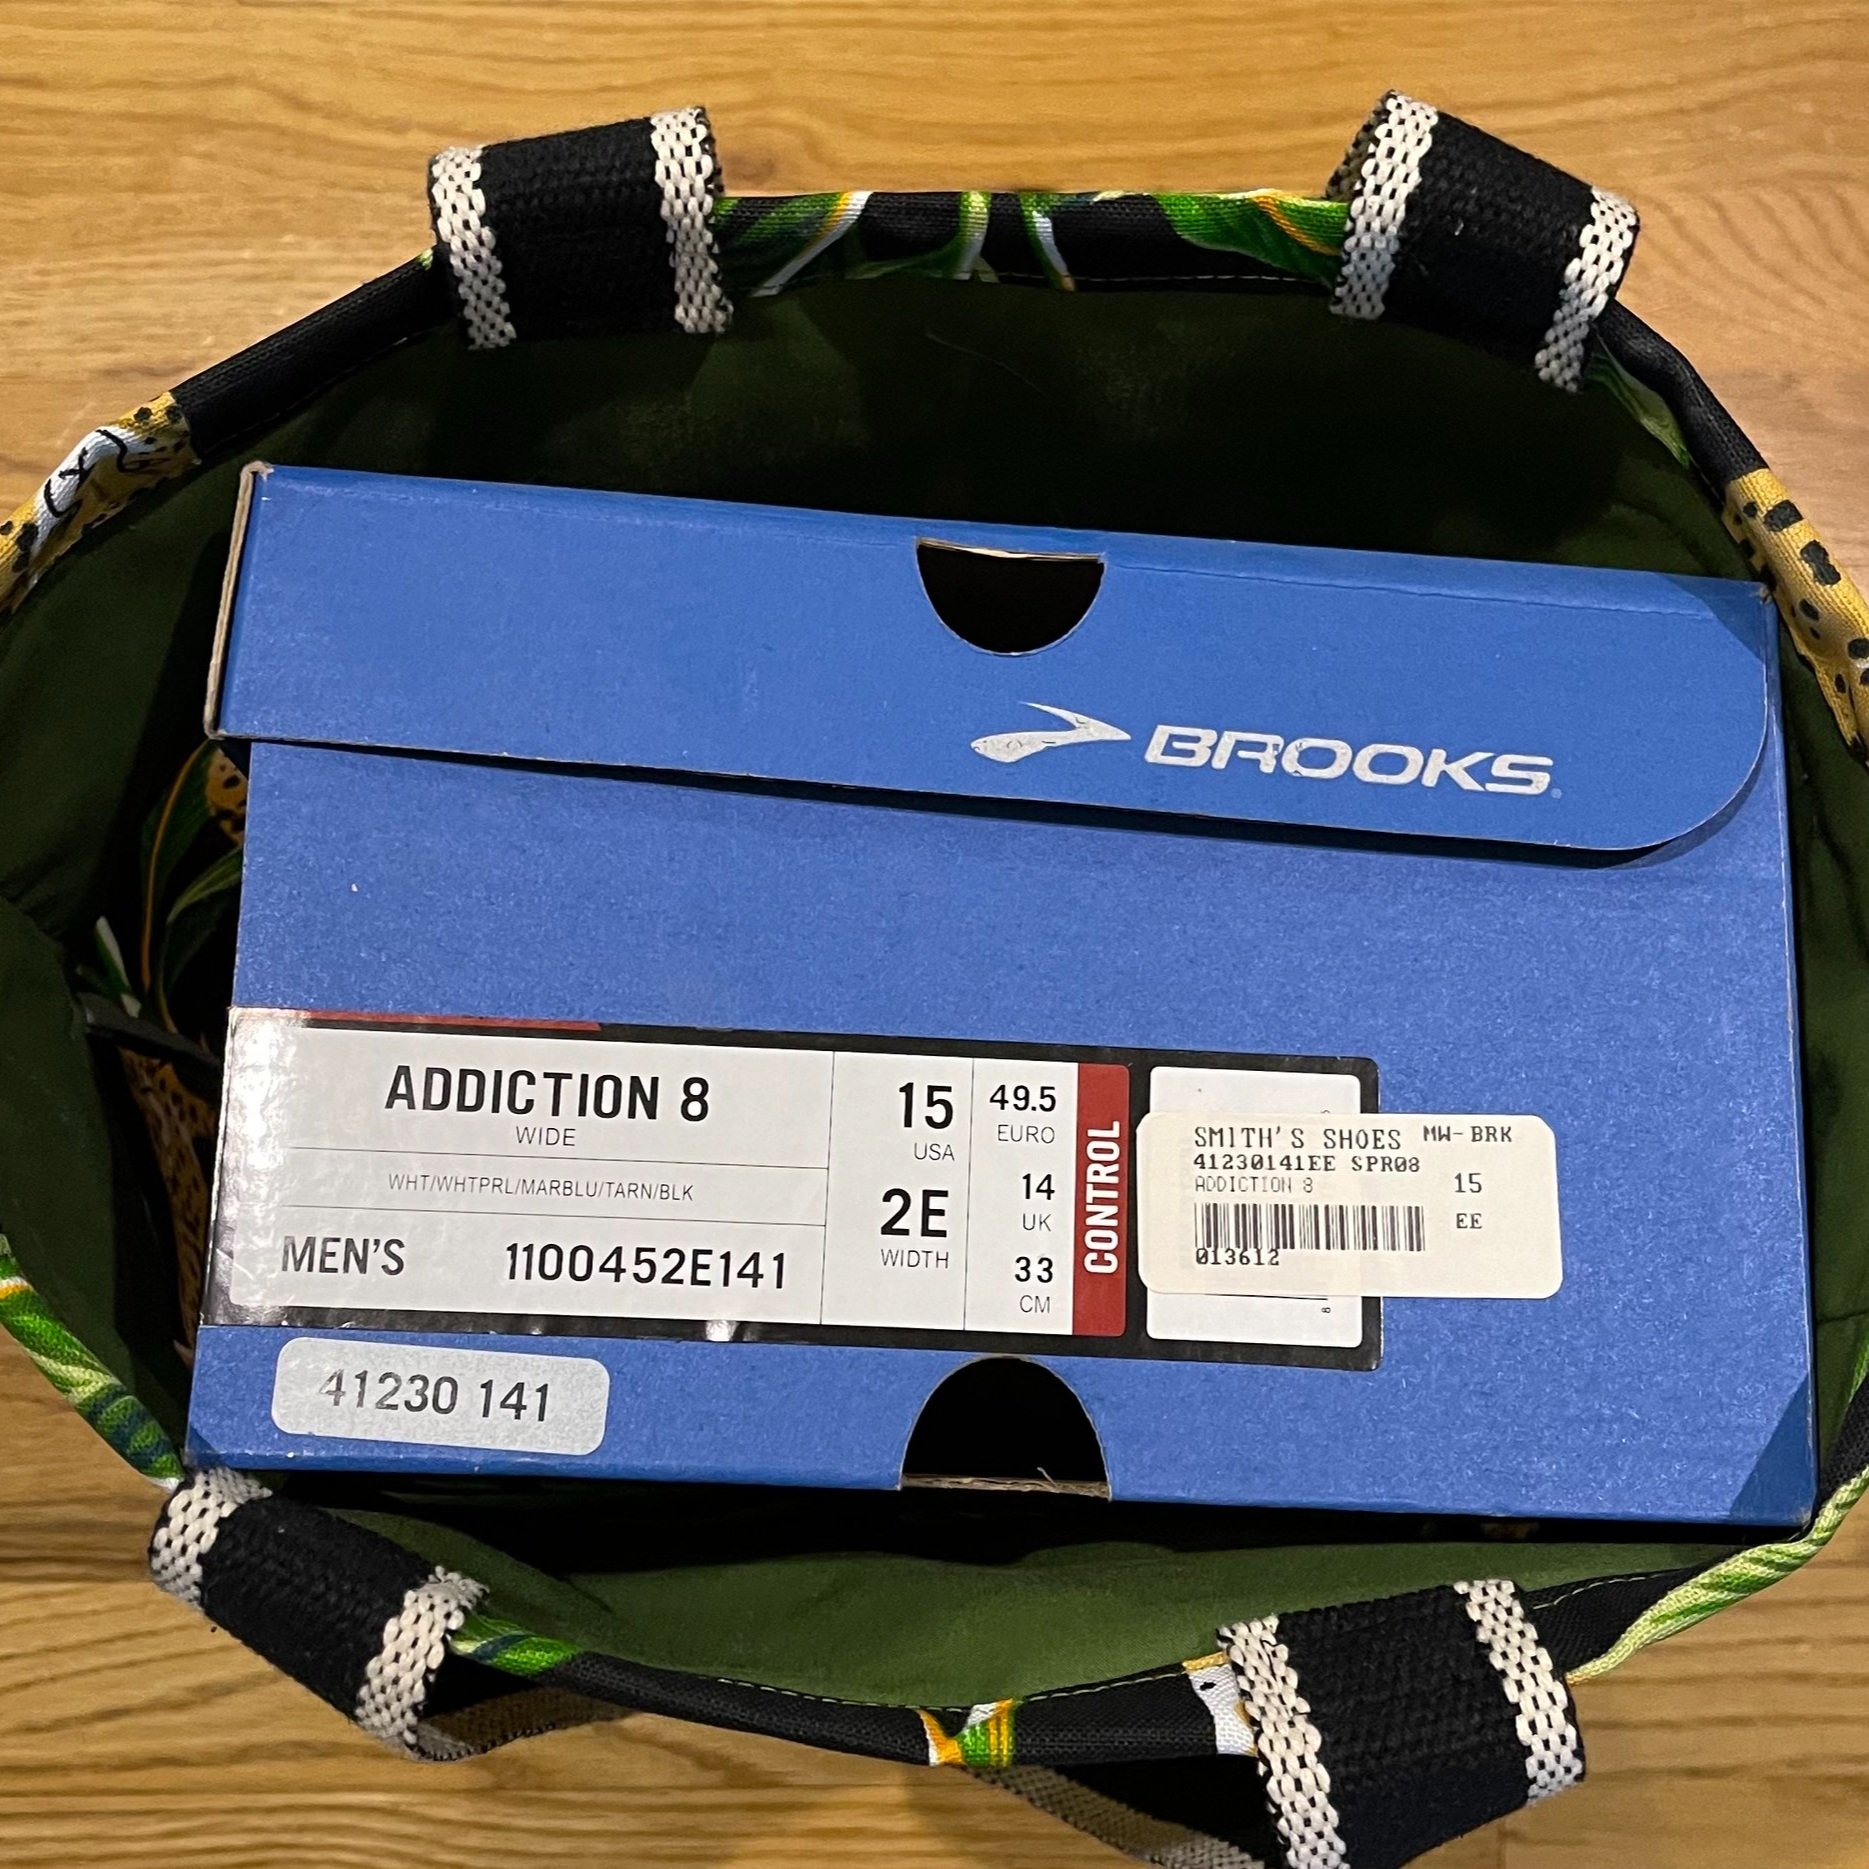 BROOKS
ADDICTION 8
WIDE
WHT/WHTPRL/MARBLU/TARN/BLK
MEN'S 1100452E141
15
USA
2E
WIDTH
49.5
EURO
14
UK
33
CM
CONTROL
SMITH'S SHOES MW-BRK
41230141EE SPR08
ADDICTION 8 15
EE
013612
8
41230 141